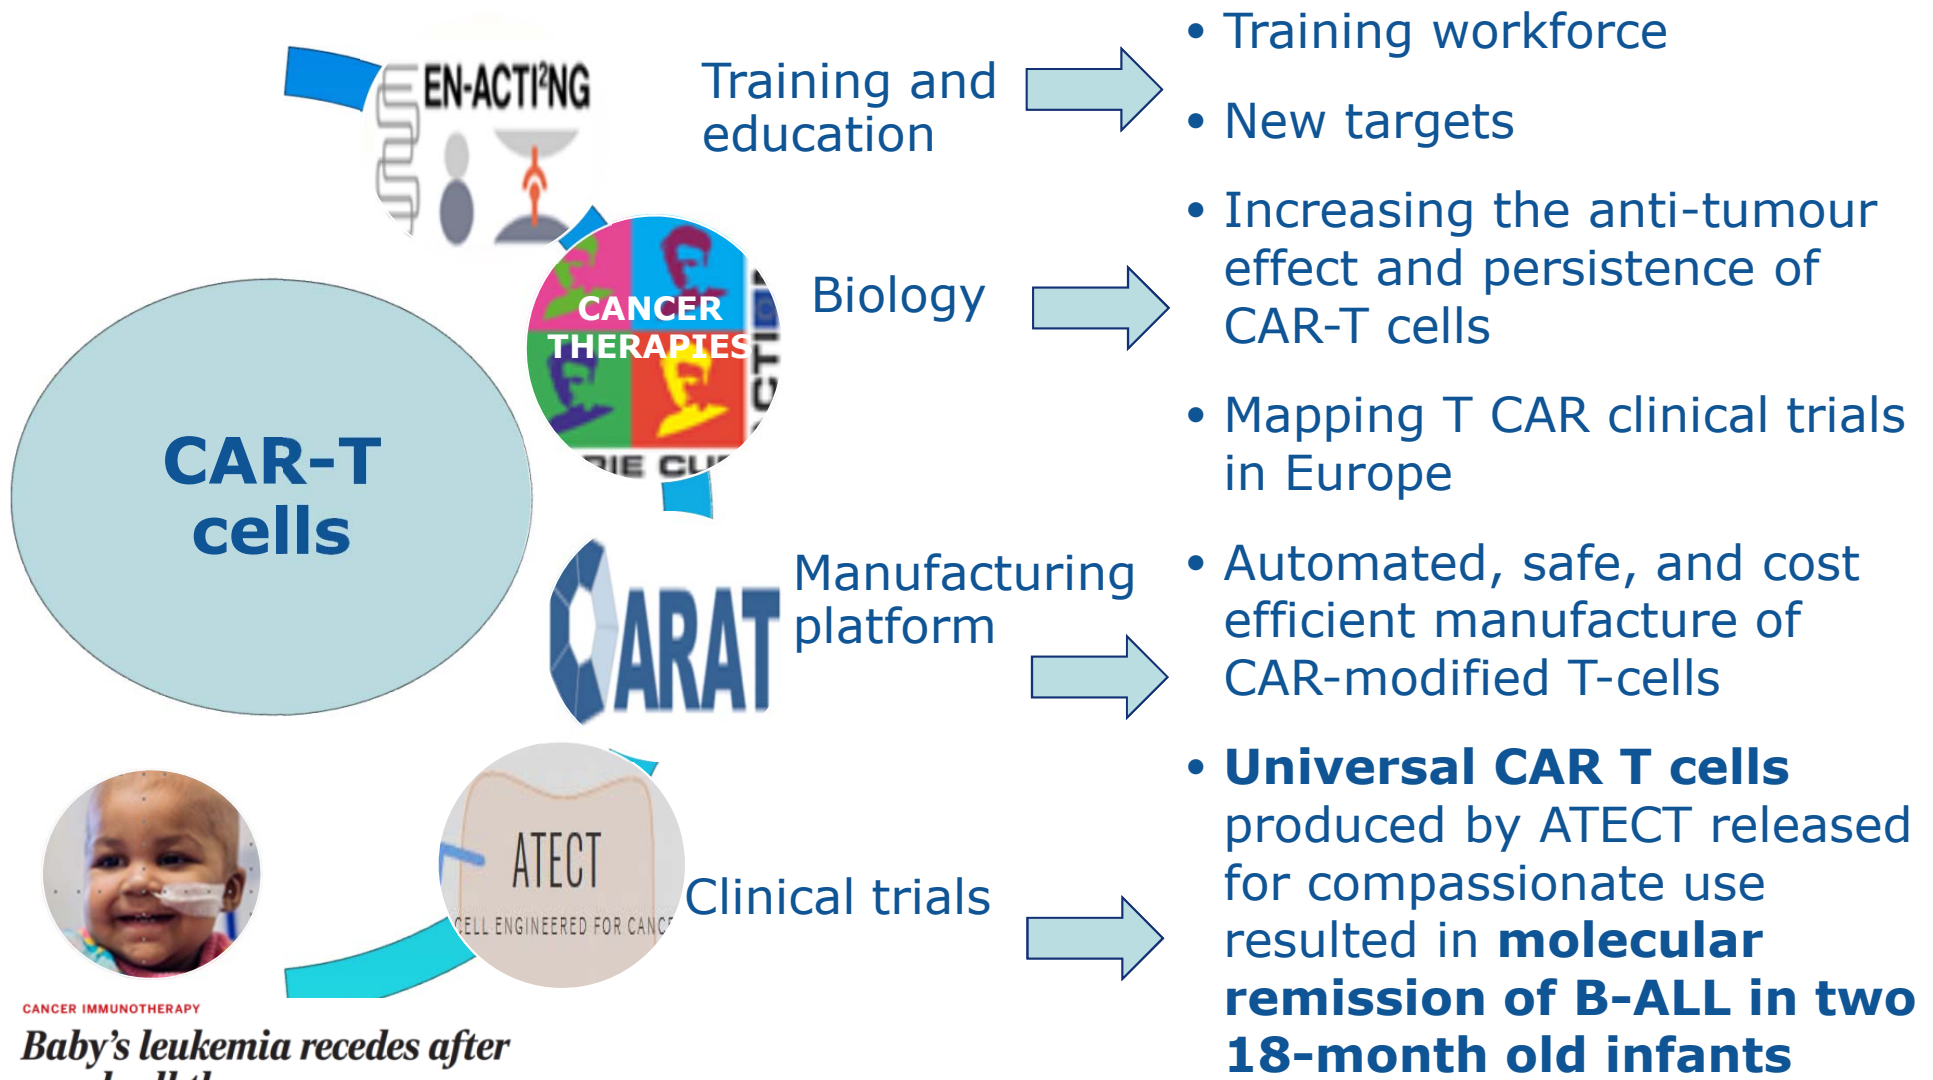 EN-ACTI²NG
Training and
education
• Training workforce
• New targets
CANCER
THERAPIES
Biology
• Increasing the anti-tumour
effect and persistence of
CAR-T cells
• Mapping T CAR clinical trials
in Europe
CAR-T
cells
ARAT
Manufacturing
platform
• Automated, safe, and cost
efficient manufacture of
CAR-modified T-cells
ATECT
CELL ENGINEERED FOR CANC
Clinical trials
• Universal CAR T cells
produced by ATECT released
for compassionate use
resulted in molecular
remission of B-ALL in two
18-month old infants
CANCER IMMUNOTHERAPY
Baby's leukemia recedes after